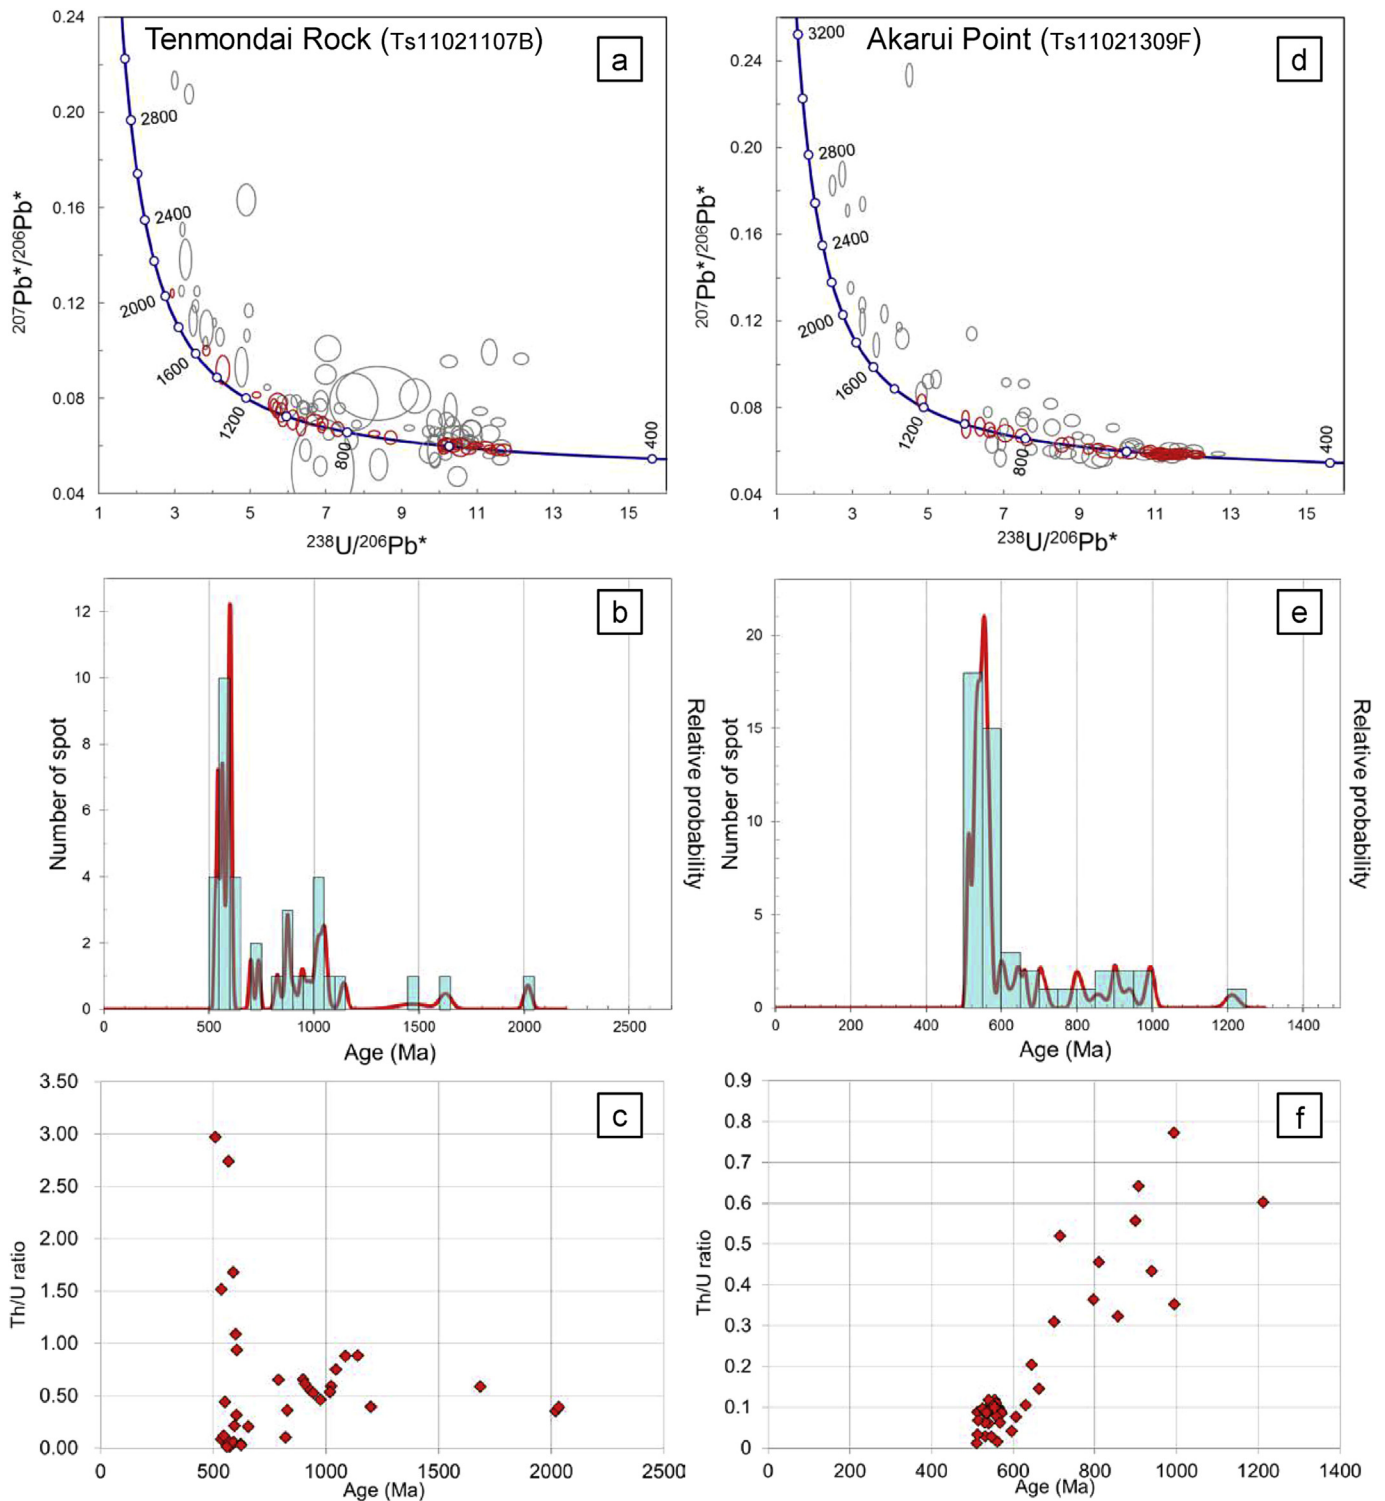 Tenmondai Rock (Ts11021107B)
a
0.24
0.20
0.16
0.12
0.08
0.04
207Pb*/206Pb*
2800
2400
2000
1600
1200
800
400
1 3 5 7 9 11 13 15
238U/206Pb*
Akarui Point (Ts11021309F)
d
0.24
0.20
0.16
0.12
0.08
0.04
207Pb*/206Pb*
3200
2800
2400
2000
1600
1200
800
400
1 3 5 7 9 11 13 15
238U/206Pb*
b
12
10
8
6
4
2
0
Number of spot
Relative probability
0 500 1000 1500 2000 2500
Age (Ma)
e
20
15
10
5
0
Number of spot
Relative probability
0 200 400 600 800 1000 1200 1400
Age (Ma)
c
3.50
3.00
2.50
2.00
1.50
1.00
0.50
0.00
Th/U ratio
0 500 1000 1500 2000 2500
Age (Ma)
f
0.9
0.8
0.7
0.6
0.5
0.4
0.3
0.2
0.1
0
Th/U ratio
0 200 400 600 800 1000 1200 1400
Age (Ma)